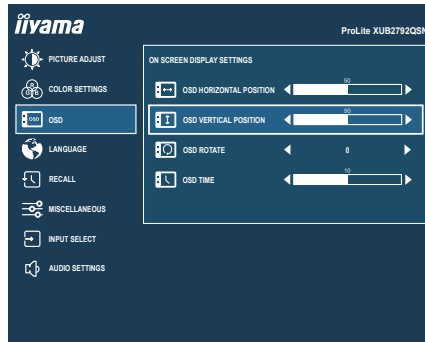 iiyama
ProLite XUB2792QSN
PICTURE ADJUST
COLOR SETTINGS
OSD
LANGUAGE
RECALL
MISCELLANEOUS
INPUT SELECT
AUDIO SETTINGS
ON SCREEN DISPLAY SETTINGS
OSD HORIZONTAL POSITION 50
OSD VERTICAL POSITION 50
OSD ROTATE 0
OSD TIME 10